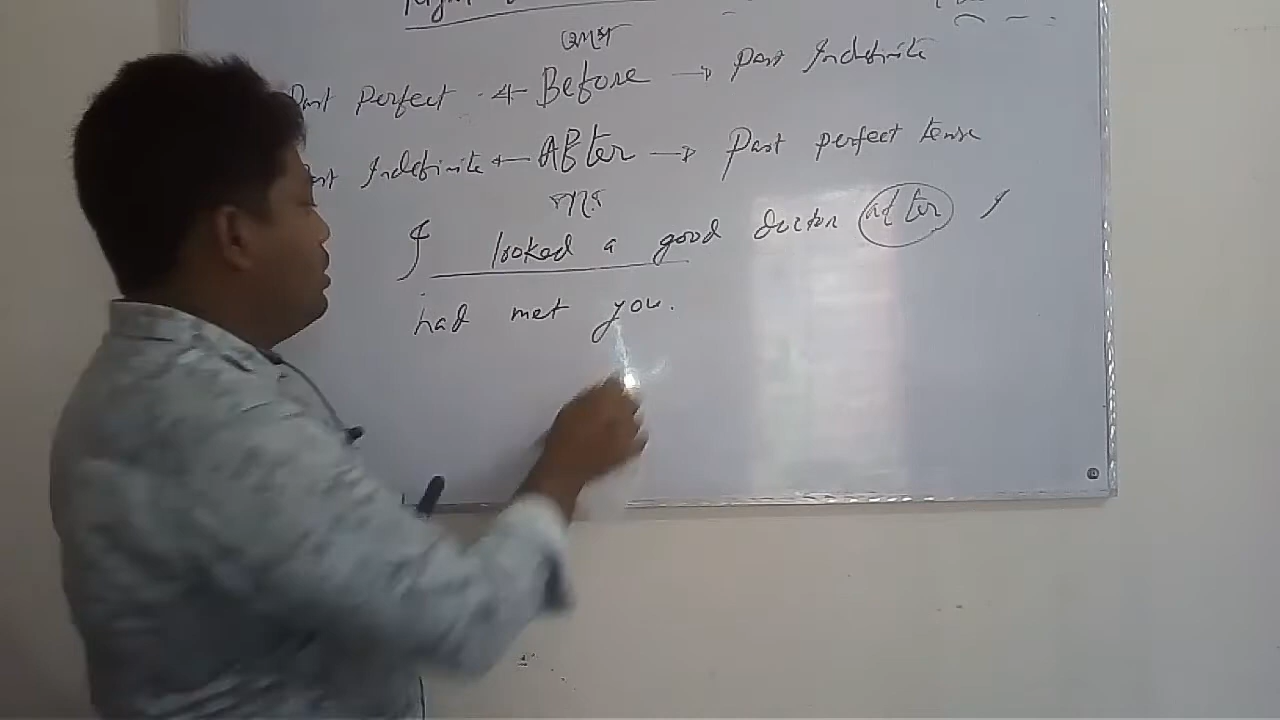 Past Perfect ← Before → Past Indefinite
Past Indefinite ← AFter → Past perfect tense
I looked a good doctor after I
had met you.